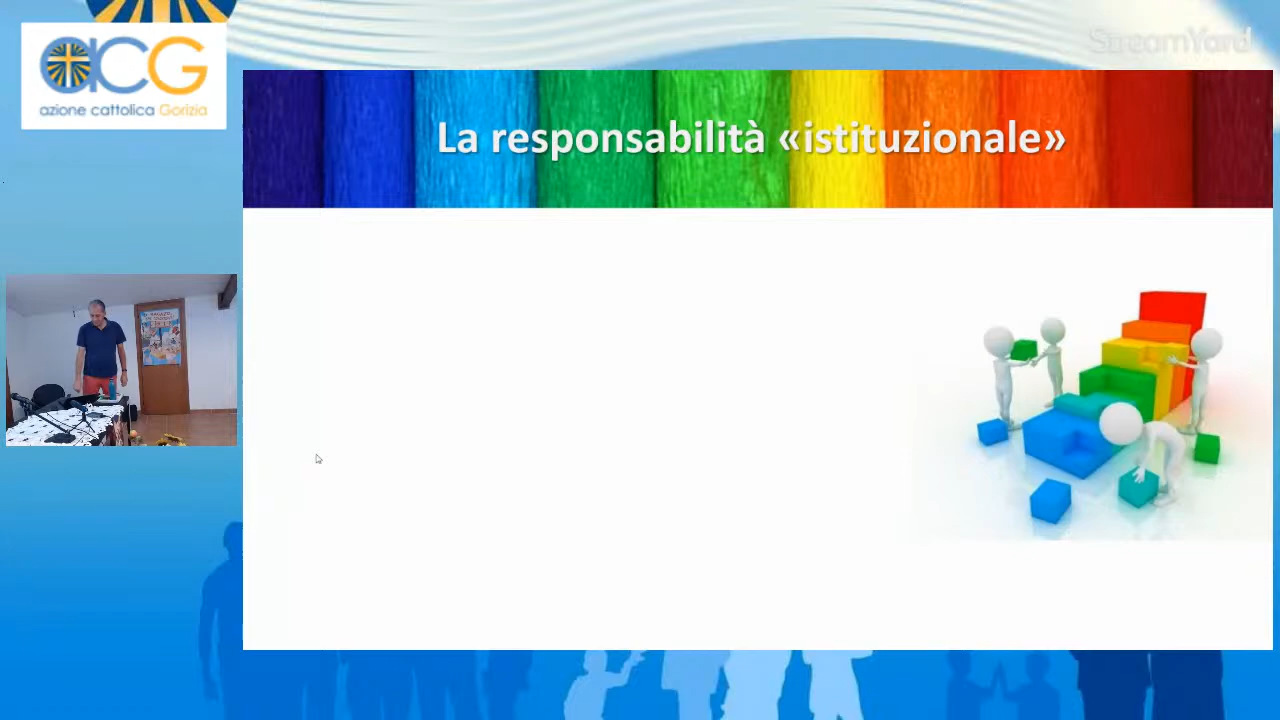 StreamYard
acG
azione cattolica Gorizia
La responsabilità «istituzionale»